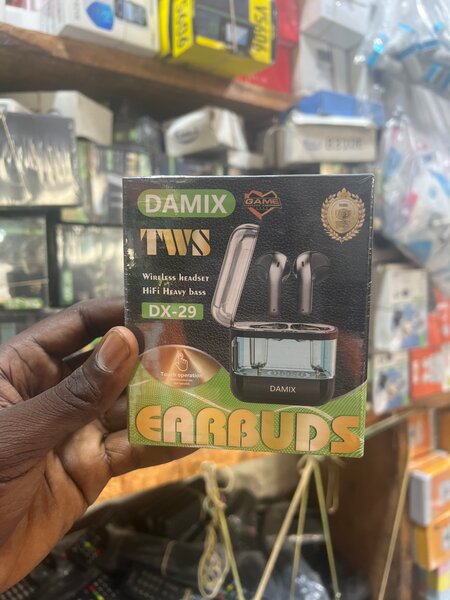 DAMIX
GAME
TWS
Wireless headset
HiFi Heavy bass
DX-29
Touch operation
DAMIX
EARBUDS